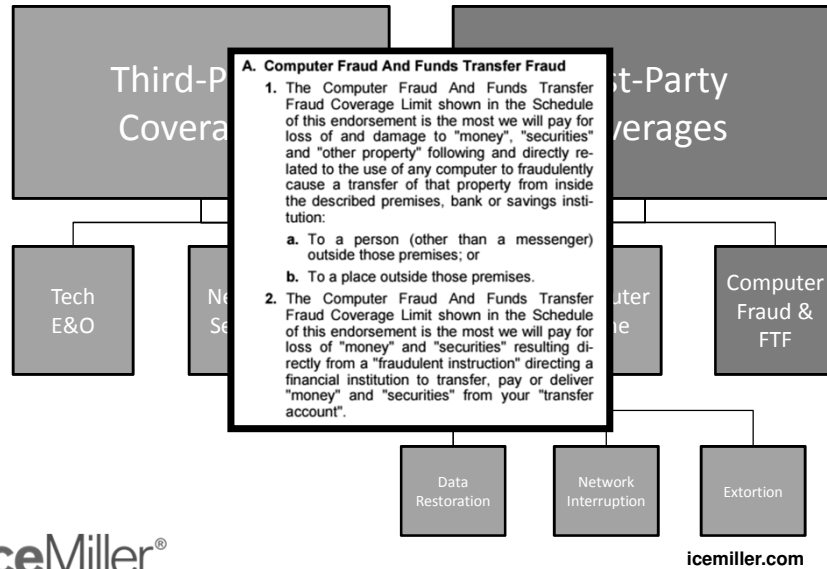 Third-P
Covera
st-Party
verages
A. Computer Fraud And Funds Transfer Fraud
1. The Computer Fraud And Funds Transfer
Fraud Coverage Limit shown in the Schedule
of this endorsement is the most we will pay for
loss of and damage to "money", "securities"
and "other property" following and directly re-
lated to the use of any computer to fraudulently
cause a transfer of that property from inside
the described premises, bank or savings insti-
tution:
a. To a person (other than a messenger)
outside those premises; or
b. To a place outside those premises.
2. The Computer Fraud And Funds Transfer
Fraud Coverage Limit shown in the Schedule
of this endorsement is the most we will pay for
loss of "money" and "securities" resulting di-
rectly from a "fraudulent instruction" directing a
financial institution to transfer, pay or deliver
"money" and "securities" from your "transfer
account".
Tech
E&O
Ne
Se
uter
e
Computer
Fraud &
FTF
Data
Restoration
Network
Interruption
Extortion
ceMiller®
icemiller.com